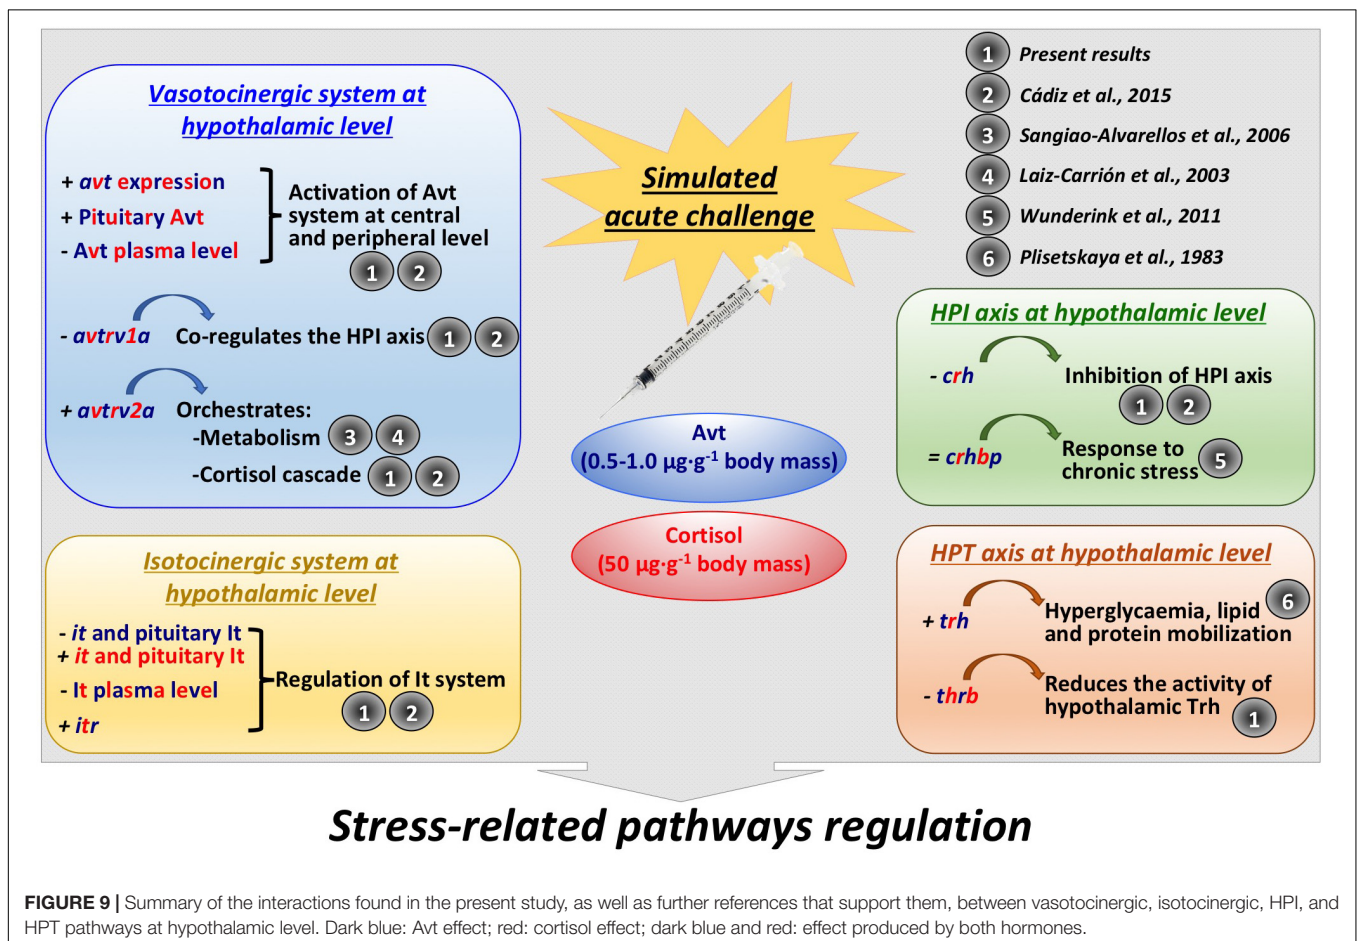 Vasotocinergic system at
hypothalamic level
+ avt expression
+ Pituitary Avt
- Avt plasma level
Activation of Avt
system at central
and peripheral level
1 2
- avtrv1a
Co-regulates the HPI axis 1 2
+ avtrv2a
Orchestrates:
-Metabolism 3 4
-Cortisol cascade 1 2
Isotocinergic system at
hypothalamic level
- it and pituitary It
+ it and pituitary It
- It plasma level
+ itr
Regulation of It system
1 2
Simulated
acute challenge
Avt
(0.5-1.0 µg·g-1 body mass)
Cortisol
(50 µg·g-1 body mass)
1 Present results
2 Cádiz et al., 2015
3 Sangiao-Alvarellos et al., 2006
4 Laiz-Carrión et al., 2003
5 Wunderink et al., 2011
6 Plisetskaya et al., 1983
HPI axis at hypothalamic level
- crh
Inhibition of HPI axis
1 2
= crhbp
Response to
chronic stress 5
HPT axis at hypothalamic level
+ trh
Hyperglycaemia, lipid 6
and protein mobilization
- thrb
Reduces the activity of
hypothalamic Trh 1
Stress-related pathways regulation
FIGURE 9 | Summary of the interactions found in the present study, as well as further references that support them, between vasotocinergic, isotocinergic, HPI, and
HPT pathways at hypothalamic level. Dark blue: Avt effect; red: cortisol effect; dark blue and red: effect produced by both hormones.